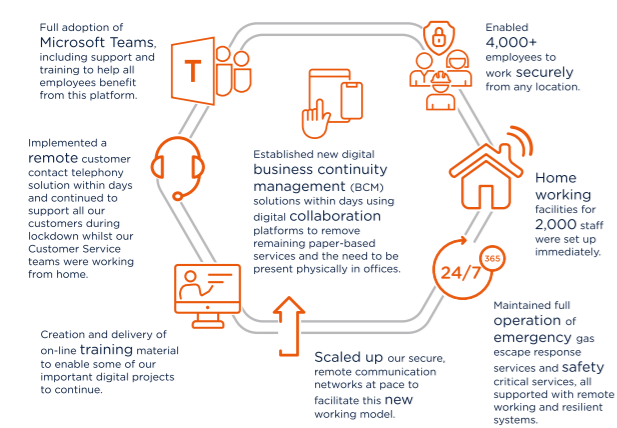 Full adoption of
Microsoft Teams,
including support and
training to help all
employees benefit
from this platform.
T
Enabled
4,000+
employees to
work securely
from any location.
Implemented a
remote customer
contact telephony
solution within days
and continued to
support all our
customers during
lockdown whilst our
Customer Service
teams were working
from home.
Established new digital
business continuity
management (BCM)
solutions within days using
digital collaboration
platforms to remove
remaining paper-based
services and the need to be
present physically in offices.
Home
working
facilities for
2,000 staff
were set up
immediately.
24/7
365
Creation and delivery of
on-line training material
to enable some of our
important digital projects
to continue.
Scaled up our secure,
remote communication
networks at pace to
facilitate this new
working model.
Maintained full
operation of
emergency gas
escape response
services and safety
critical services, all
supported with remote
working and resilient
systems.